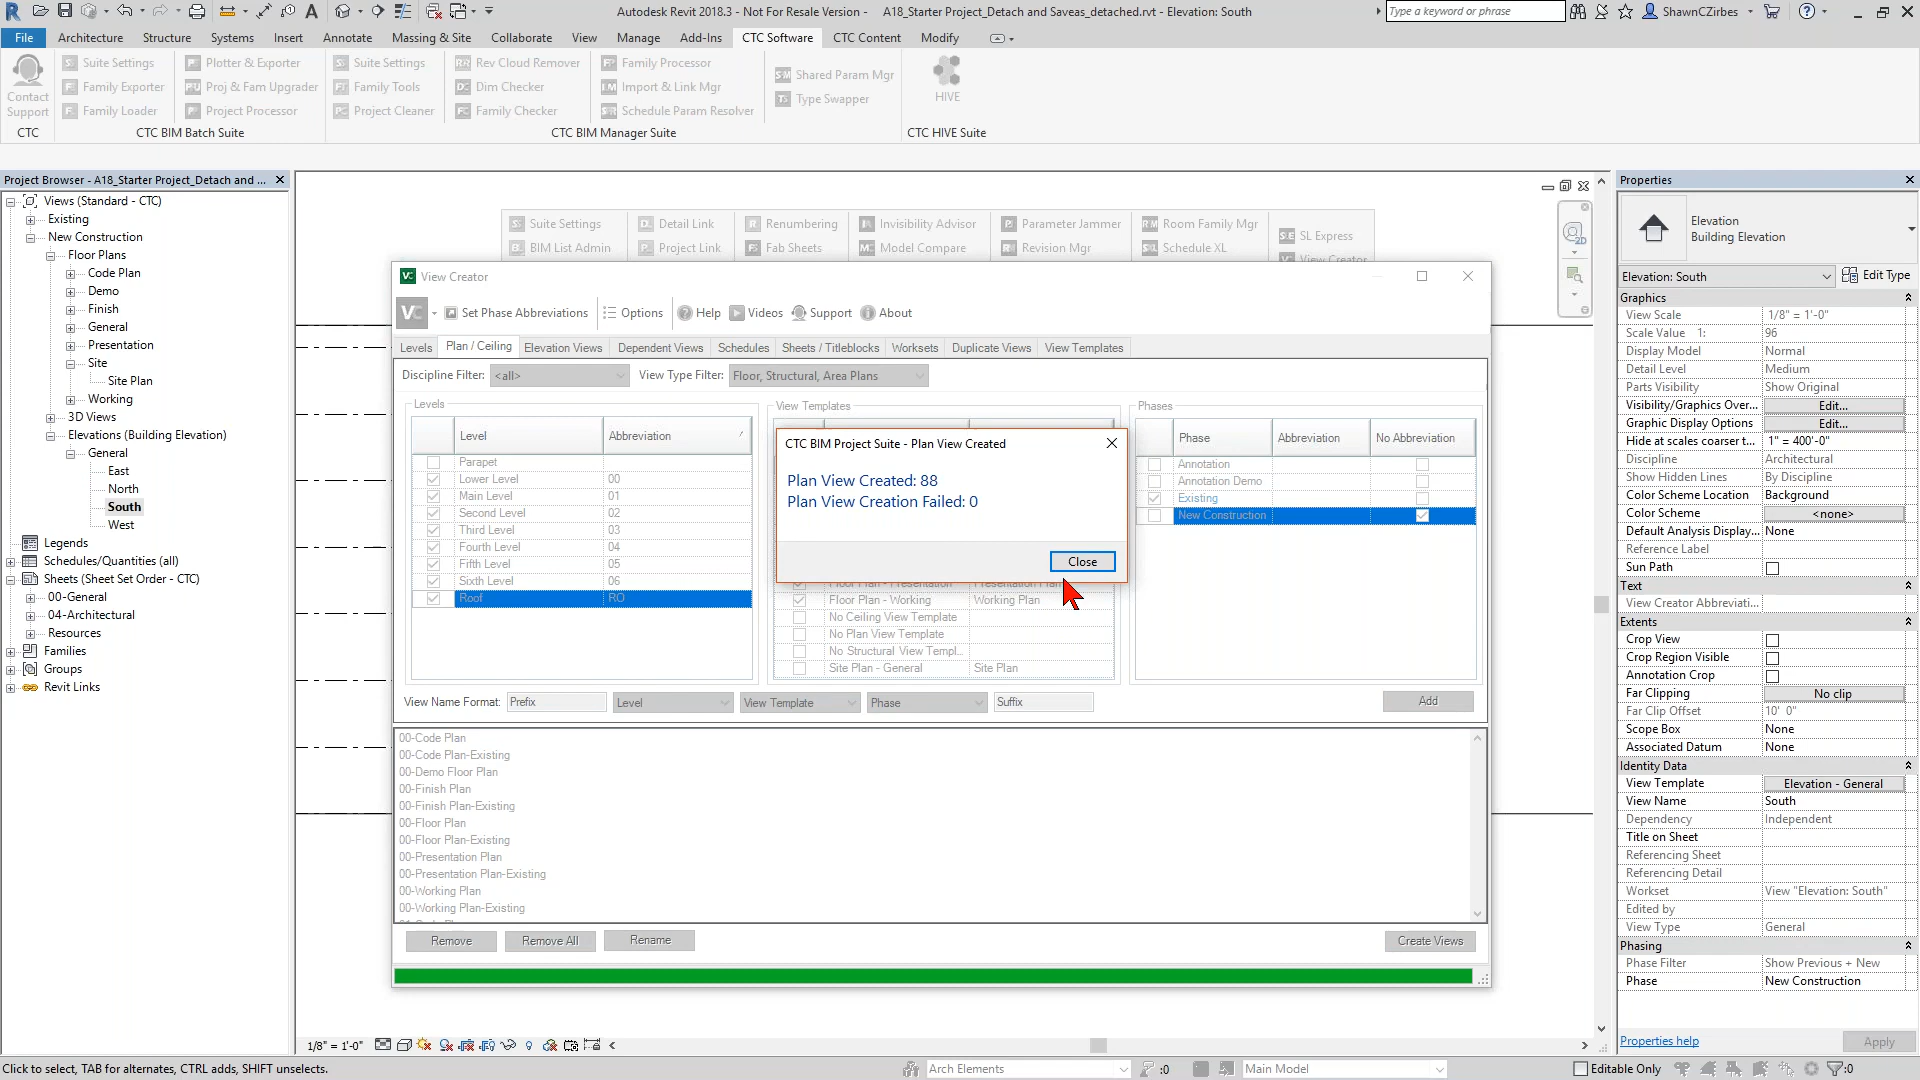 Autodesk Revit 2018.3 - Not For Resale Version - A18_Starter Project_Detach and Saveas_detached.rvt - Elevation: South
Type a keyword or phrase
ShawnCZirbes
File Architecture Structure Systems Insert Annotate Massing & Site Collaborate View Manage Add-Ins CTC Software CTC Content Modify
Contact Support
Suite Settings
Family Exporter
Family Loader
Plotter & Exporter
Proj & Fam Upgrader
Project Processor
Suite Settings
Family Tools
Project Cleaner
Rev Cloud Remover
Dim Checker
Family Checker
Family Processor
Import & Link Mgr
Schedule Param Resolver
Shared Param Mgr
Type Swapper
HIVE
CTC
CTC BIM Batch Suite
CTC BIM Manager Suite
CTC HIVE Suite
Project Browser - A18_Starter Project_Detach and ...
Views (Standard - CTC)
Existing
New Construction
Floor Plans
Code Plan
Demo
Finish
General
Presentation
Site
Site Plan
Working
3D Views
Elevations (Building Elevation)
General
East
North
South
West
Legends
Schedules/Quantities (all)
Sheets (Sheet Set Order - CTC)
00-General
04-Architectural
Resources
Families
Groups
Revit Links
Suite Settings Detail Link Renumbering Invisibility Advisor Parameter Jammer Room Family Mgr
BIM List Admin Project Link Fab Sheets Model Compare Revision Mgr Schedule XL
SL Express
View Creator
View Creator
Set Phase Abbreviations Options Help Videos Support About
Levels Plan / Ceiling Elevation Views Dependent Views Schedules Sheets / Titleblocks Worksets Duplicate Views View Templates
Discipline Filter: <all> View Type Filter: Floor, Structural, Area Plans
Levels
Level Abbreviation
Parapet
Lower Level 00
Main Level 01
Second Level 02
Third Level 03
Fourth Level 04
Fifth Level 05
Sixth Level 06
Roof RO
View Templates
CTC BIM Project Suite - Plan View Created
Plan View Created: 88
Plan View Creation Failed: 0
Close
Floor Plan - Presentation Presentation Plan
Floor Plan - Working Working Plan
No Ceiling View Template
No Plan View Template
No Structural View Templ...
Site Plan - General Site Plan
Phases
Phase Abbreviation No Abbreviation
Annotation
Annotation Demo
Existing
New Construction
View Name Format: Prefix Level View Template Phase Suffix Add
00-Code Plan
00-Code Plan-Existing
00-Demo Floor Plan
00-Finish Plan
00-Finish Plan-Existing
00-Floor Plan
00-Floor Plan-Existing
00-Presentation Plan
00-Presentation Plan-Existing
00-Working Plan
00-Working Plan-Existing
Remove Remove All Rename Create Views
Properties
Elevation
Building Elevation
Elevation: South Edit Type
Graphics
View Scale 1/8" = 1'-0"
Scale Value 1: 96
Display Model Normal
Detail Level Medium
Parts Visibility Show Original
Visibility/Graphics Over... Edit...
Graphic Display Options Edit...
Hide at scales coarser t... 1" = 400'-0"
Discipline Architectural
Show Hidden Lines By Discipline
Color Scheme Location Background
Color Scheme <none>
Default Analysis Display... None
Reference Label
Sun Path
Text
View Creator Abbreviati...
Extents
Crop View
Crop Region Visible
Annotation Crop
Far Clipping No clip
Far Clip Offset 10' 0"
Scope Box None
Associated Datum None
Identity Data
View Template Elevation - General
View Name South
Dependency Independent
Title on Sheet
Referencing Sheet
Referencing Detail
Workset View "Elevation: South"
Edited by
View Type General
Phasing
Phase Filter Show Previous + New
Phase New Construction
Properties help Apply
1/8" = 1'-0"
Click to select, TAB for alternates, CTRL adds, SHIFT unselects.
Arch Elements :0 Main Model Editable Only :0